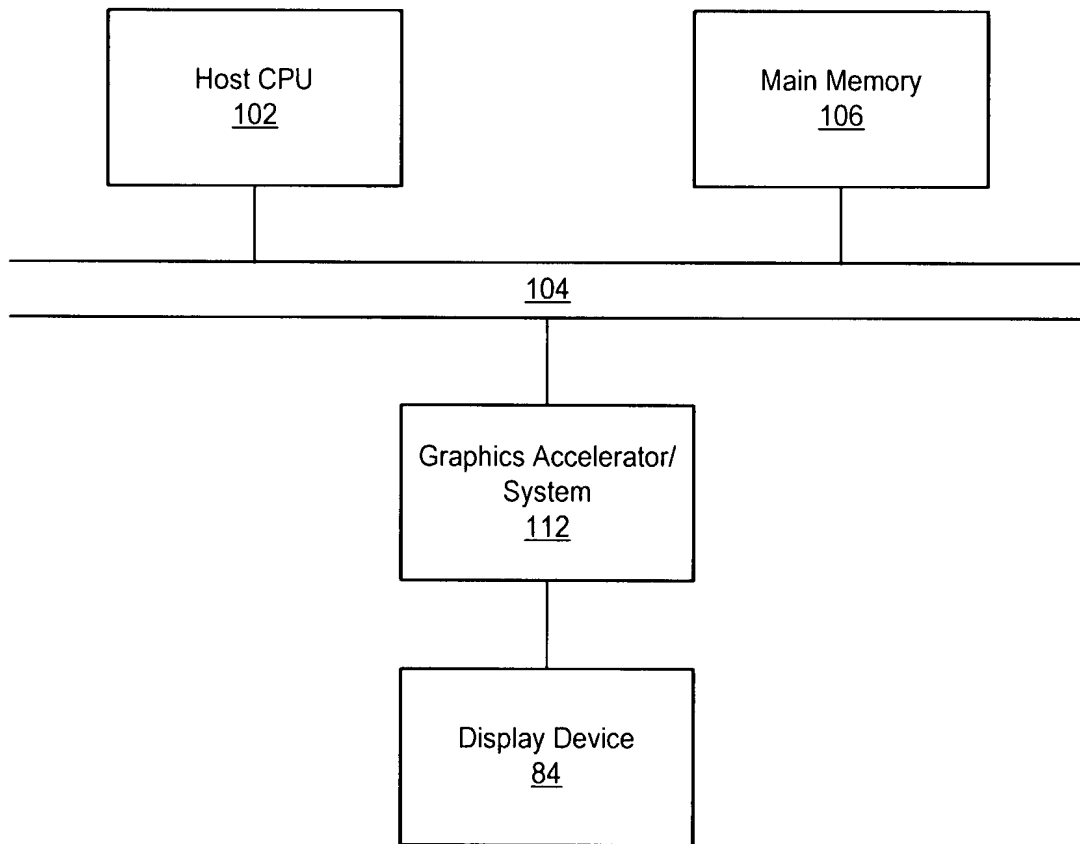 Host CPU
102
Main Memory
106
104
Graphics Accelerator/
System
112
Display Device
84